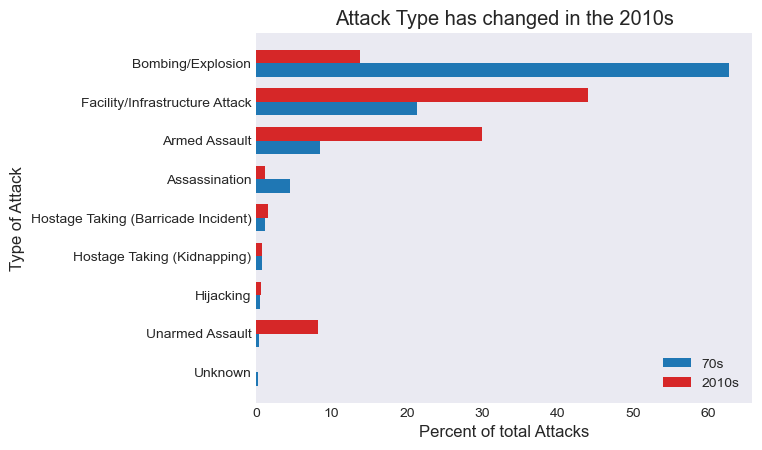 Attack Type has changed in the 2010s
Type of Attack
Bombing/Explosion
Facility/Infrastructure Attack
Armed Assault
Assassination
Hostage Taking (Barricade Incident)
Hostage Taking (Kidnapping)
Hijacking
Unarmed Assault
Unknown
70s
2010s
0 10 20 30 40 50 60
Percent of total Attacks